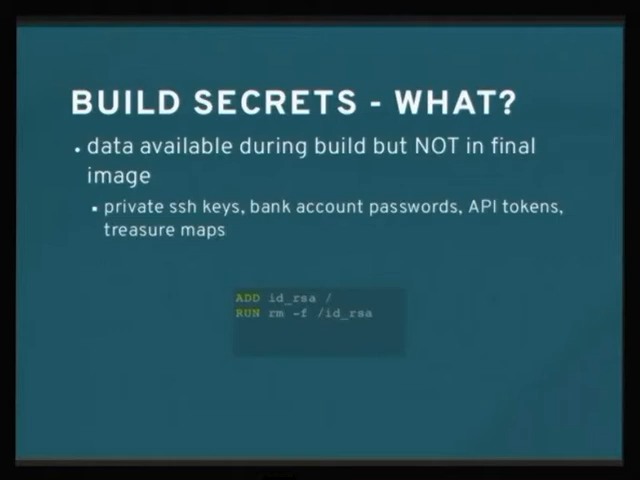 BUILD SECRETS - WHAT?
• data available during build but NOT in final
image
▪ private ssh keys, bank account passwords, API tokens,
treasure maps
ADD id_rsa /
RUN rm -f /id_rsa